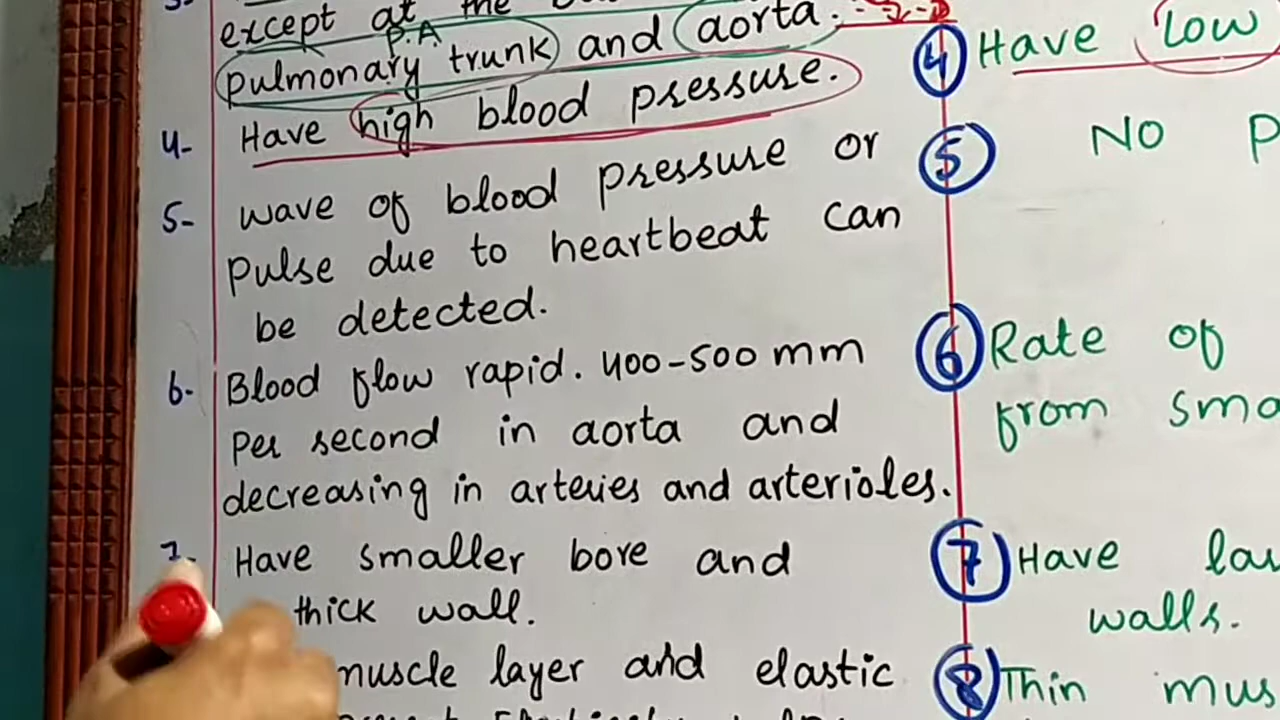 except at the
P.A
pulmonary trunk and aorta.
4- Have high blood pressure.
5- wave of blood pressure or
pulse due to heartbeat can
be detected.
6- Blood flow rapid. 400-500 mm
per second in aorta and
decreasing in arteries and arterioles.
7- Have smaller bore and
thick wall.
muscle layer and elastic
4 Have low
5 No P
6 Rate of
from sma
7 Have lar
walls.
8 Thin mus